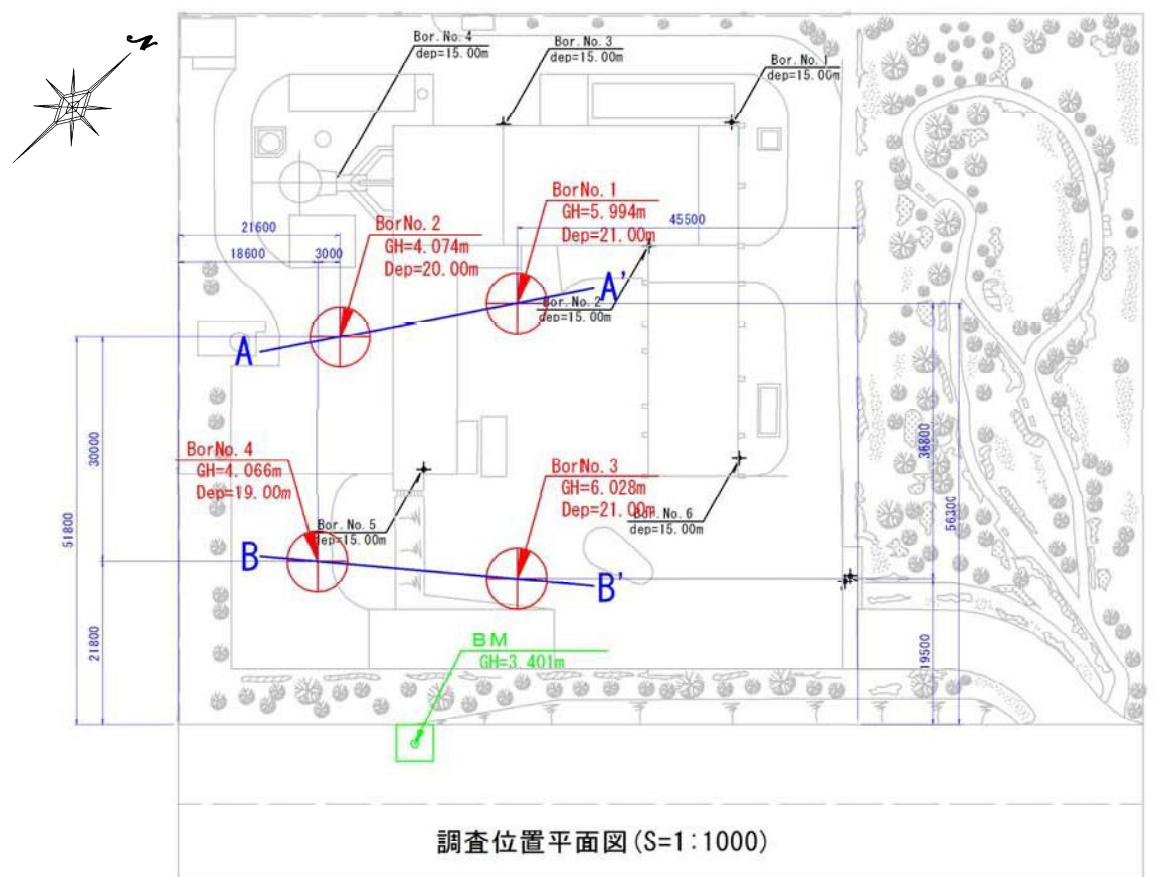 N
Bor.No.4
dep=15.00m
Bor.No.3
dep=15.00m
Bor.No.1
dep=15.00m
BorNo.1
GH=5.994m
Dep=21.00m
45500
21600
18600
3000
BorNo.2
GH=4.074m
Dep=20.00m
A
A'
Bor.No.2
dep=15.00m
30000
51800
21800
36800
56300
19500
BorNo.4
GH=4.066m
Dep=19.00m
BorNo.3
GH=6.028m
Dep=21.00m
Bor.No.6
dep=15.00m
Bor.No.5
dep=15.00m
B
B'
BM
GH=3.401m
調査位置平面図(S=1:1000)